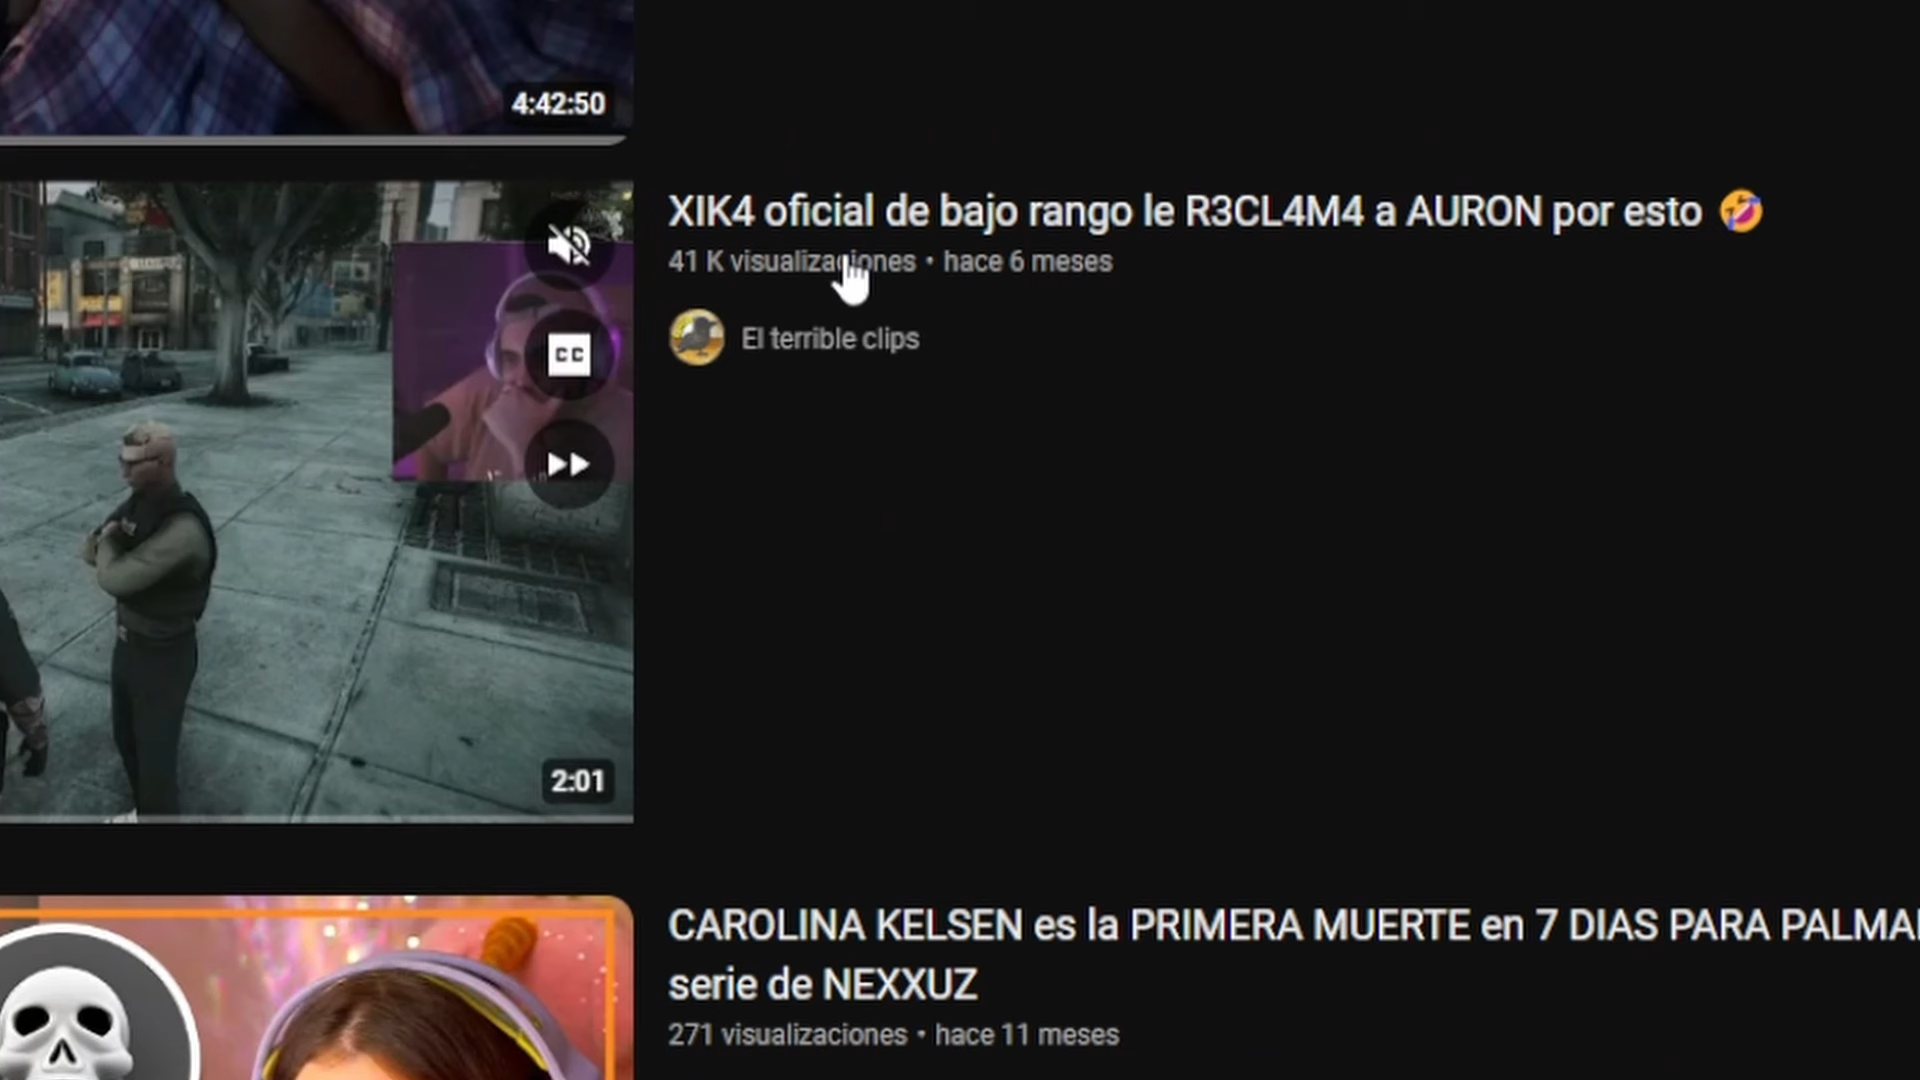 4:42:50
XIK4 oficial de bajo rango le R3CL4M4 a AURON por esto 🤣
41 K visualizaciones • hace 6 meses
El terrible clips
CC
2:01
CAROLINA KELSEN es la PRIMERA MUERTE en 7 DIAS PARA
serie de NEXXUZ
271 visualizaciones • hace 11 meses